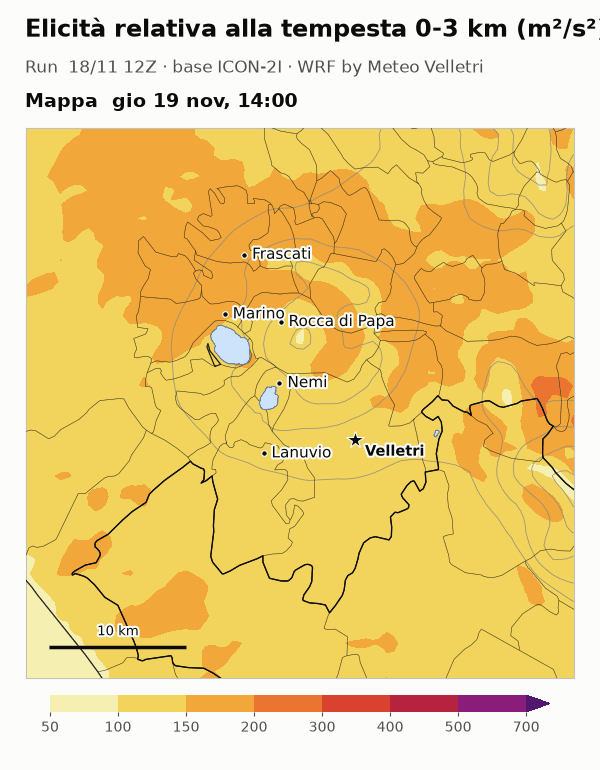 Elicità relativa alla tempesta 0-3 km (m²/s²)
Run 18/11 12Z · base ICON-2I · WRF by Meteo Velletri
Mappa gio 19 nov, 14:00
Frascati
Marino
Rocca di Papa
Nemi
Velletri
Lanuvio
10 km
50 100 150 200 300 400 500 700